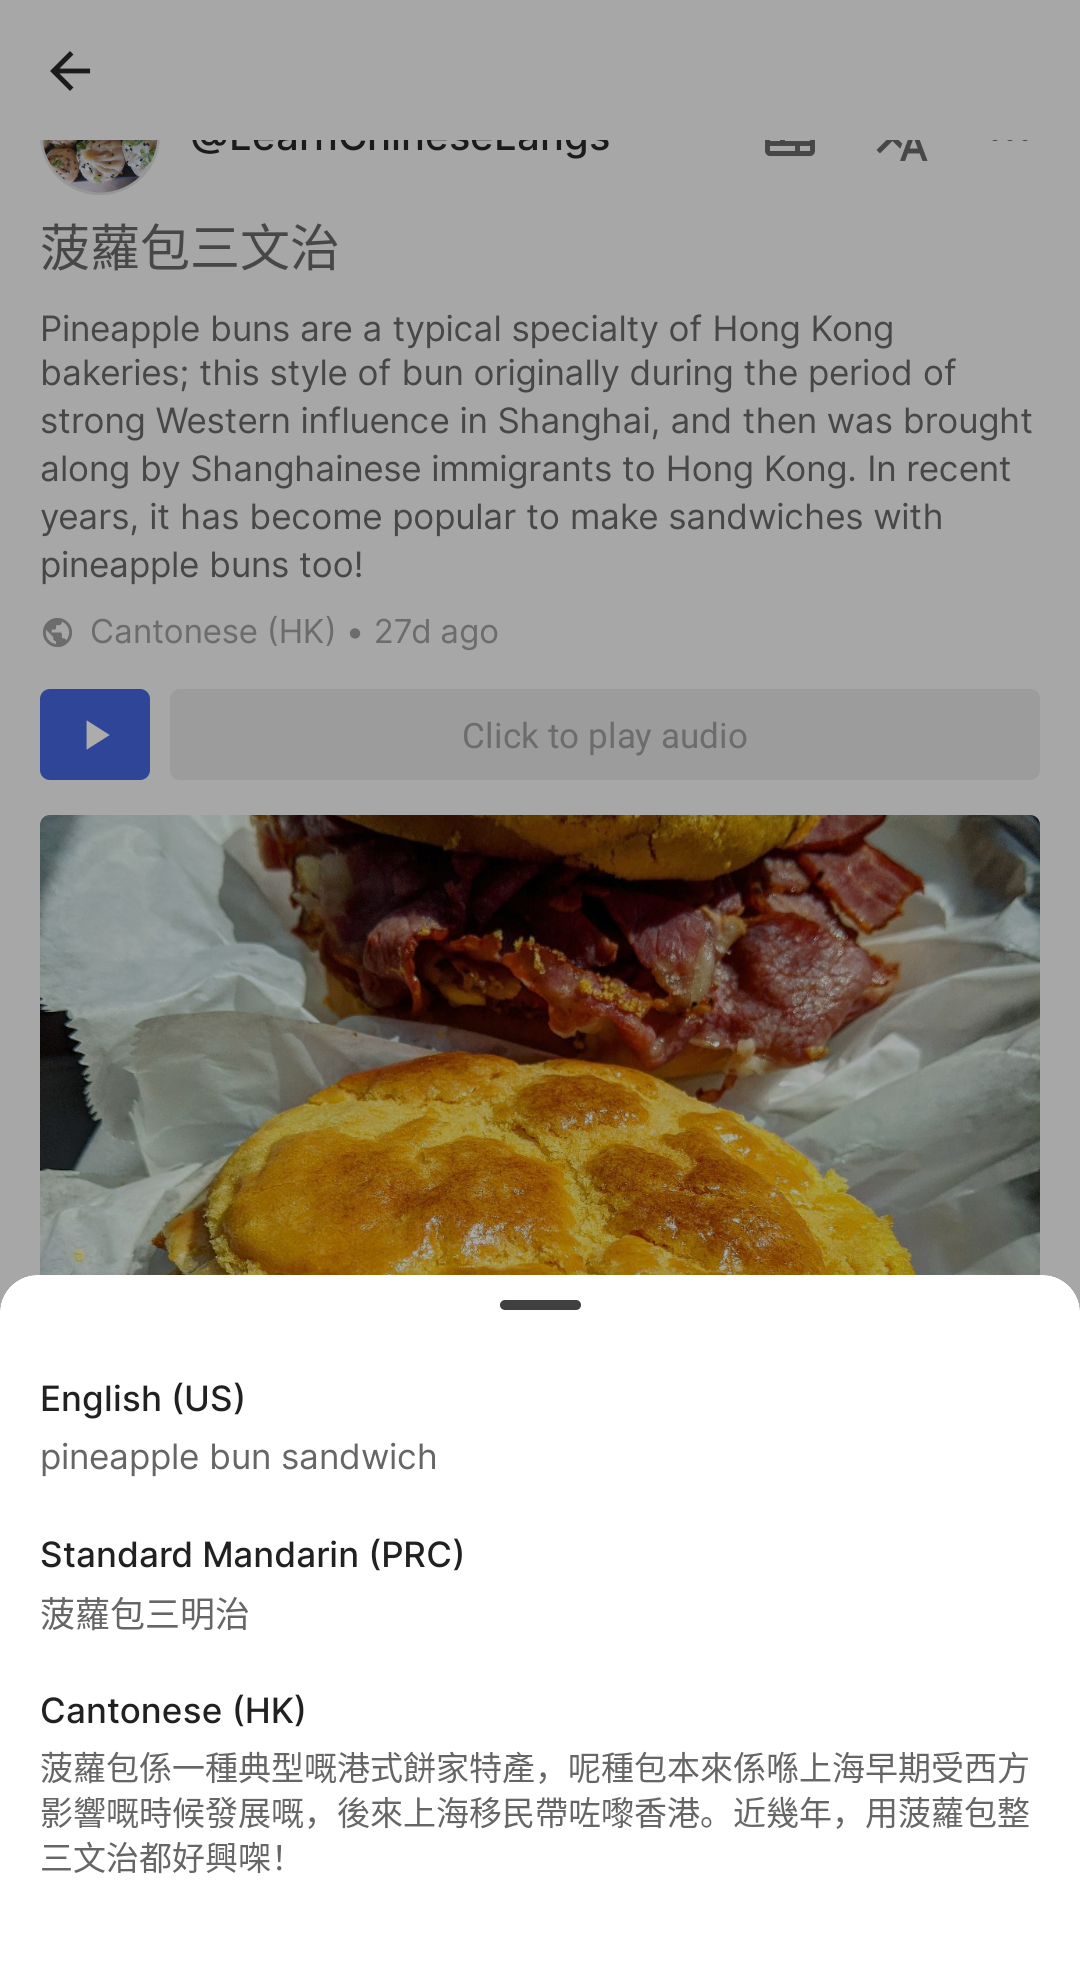 @LearnChineseLangs
菠蘿包三文治
Pineapple buns are a typical specialty of Hong Kong
bakeries; this style of bun originally during the period of
strong Western influence in Shanghai, and then was brought
along by Shanghainese immigrants to Hong Kong. In recent
years, it has become popular to make sandwiches with
pineapple buns too!
Cantonese (HK) • 27d ago
Click to play audio
English (US)
pineapple bun sandwich
Standard Mandarin (PRC)
菠蘿包三明治
Cantonese (HK)
菠蘿包係一種典型嘅港式餅家特產，呢種包本來係喺上海早期受西方
影響嘅時候發展嘅，後來上海移民帶咗嚟香港。近幾年，用菠蘿包整
三文治都好興㗎！